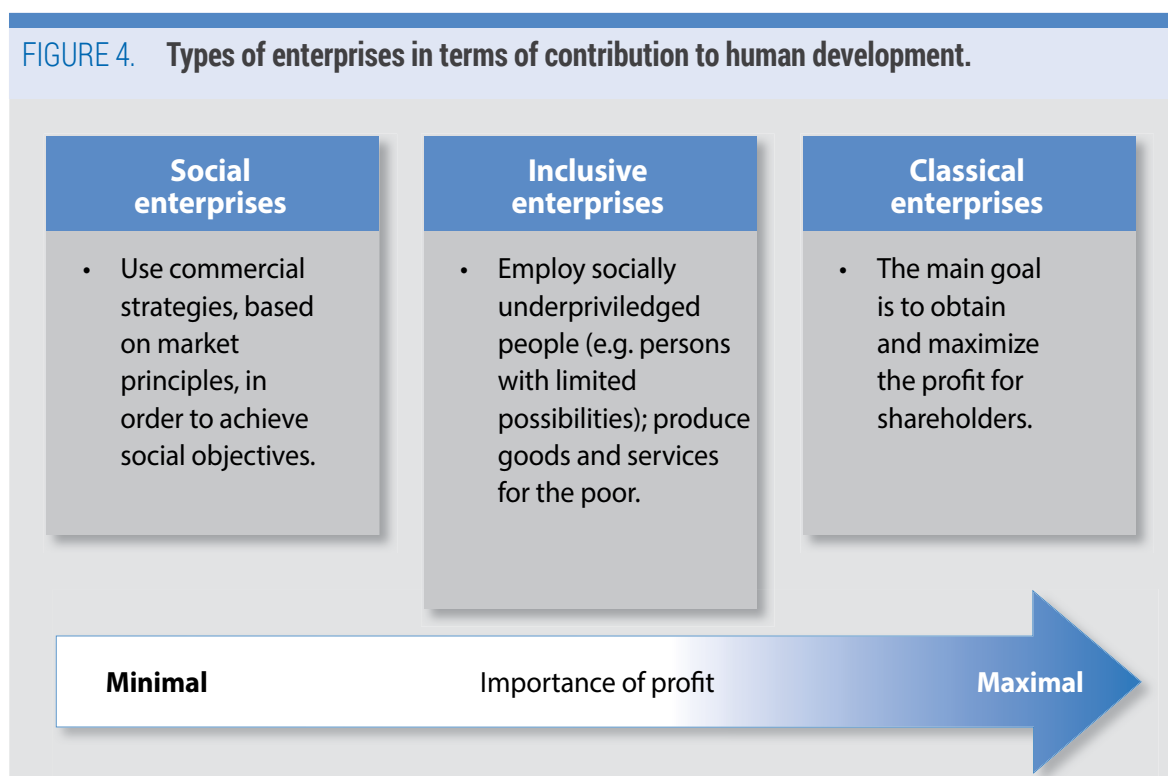 FIGURE 4. Types of enterprises in terms of contribution to human development.
Social
enterprises
• Use commercial
strategies, based
on market
principles, in
order to achieve
social objectives.
Inclusive
enterprises
• Employ socially
underpriviledged
people (e.g. persons
with limited
possibilities); produce
goods and services
for the poor.
Classical
enterprises
• The main goal
is to obtain
and maximize
the profit for
shareholders.
Minimal Importance of profit Maximal